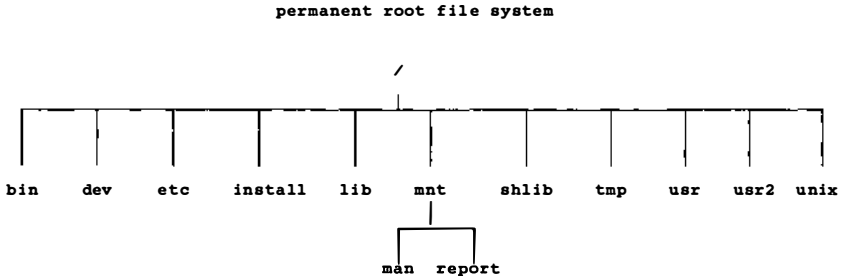 permanent root file system
/
bin dev etc install lib mnt shlib tmp usr usr2 unix
man report